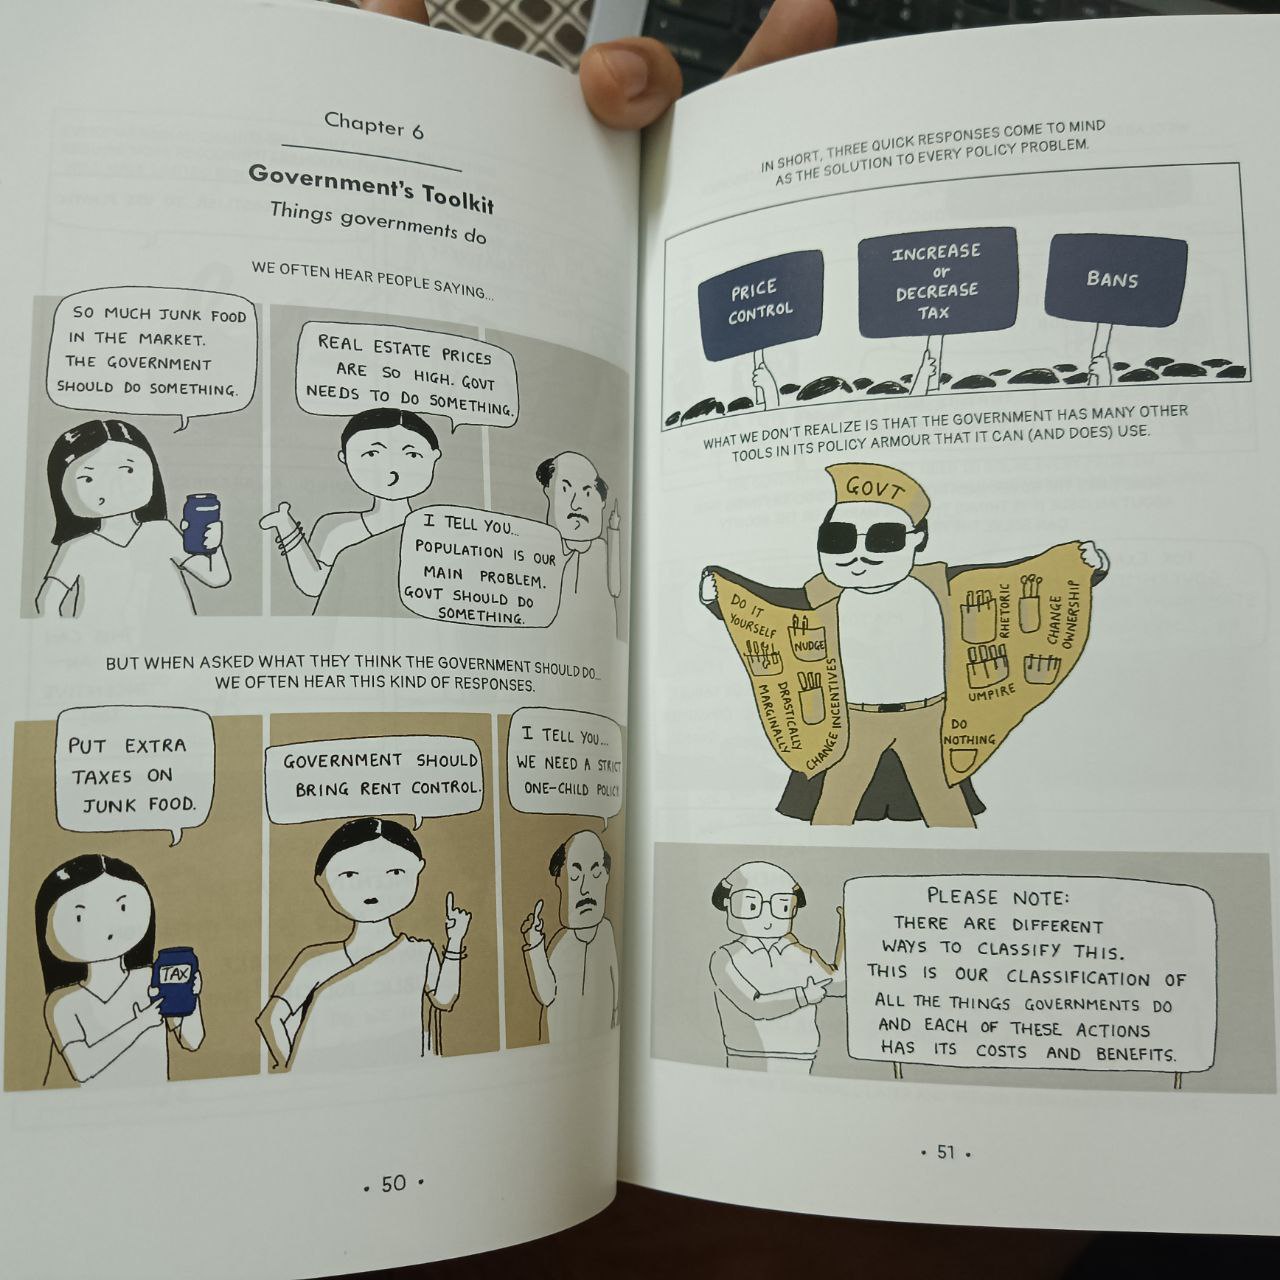 Chapter 6
Government's Toolkit
Things governments do
WE OFTEN HEAR PEOPLE SAYING...
SO MUCH JUNK FOOD
IN THE MARKET.
THE GOVERNMENT
SHOULD DO SOMETHING.
REAL ESTATE PRICES
ARE SO HIGH. GOVT
NEEDS TO DO SOMETHING.
I TELL YOU...
POPULATION IS OUR
MAIN PROBLEM.
GOVT SHOULD DO
SOMETHING.
BUT WHEN ASKED WHAT THEY THINK THE GOVERNMENT SHOULD DO...
WE OFTEN HEAR THIS KIND OF RESPONSES.
PUT EXTRA
TAXES ON
JUNK FOOD.
TAX
GOVERNMENT SHOULD
BRING RENT CONTROL.
I TELL YOU...
WE NEED A STRICT
ONE-CHILD POLICY
• 50 •
IN SHORT, THREE QUICK RESPONSES COME TO MIND
AS THE SOLUTION TO EVERY POLICY PROBLEM.
PRICE
CONTROL
INCREASE
or
DECREASE
TAX
BANS
WHAT WE DON'T REALIZE IS THAT THE GOVERNMENT HAS MANY OTHER
TOOLS IN ITS POLICY ARMOUR THAT IT CAN (AND DOES) USE.
GOVT
DO IT
YOURSELF
NUDGE
MARGINALLY
DRASTICALLY
CHANGE INCENTIVES
RHETORIC
CHANGE
OWNERSHIP
UMPIRE
DO
NOTHING
PLEASE NOTE:
THERE ARE DIFFERENT
WAYS TO CLASSIFY THIS.
THIS IS OUR CLASSIFICATION OF
ALL THE THINGS GOVERNMENTS DO
AND EACH OF THESE ACTIONS
HAS ITS COSTS AND BENEFITS.
• 51 •